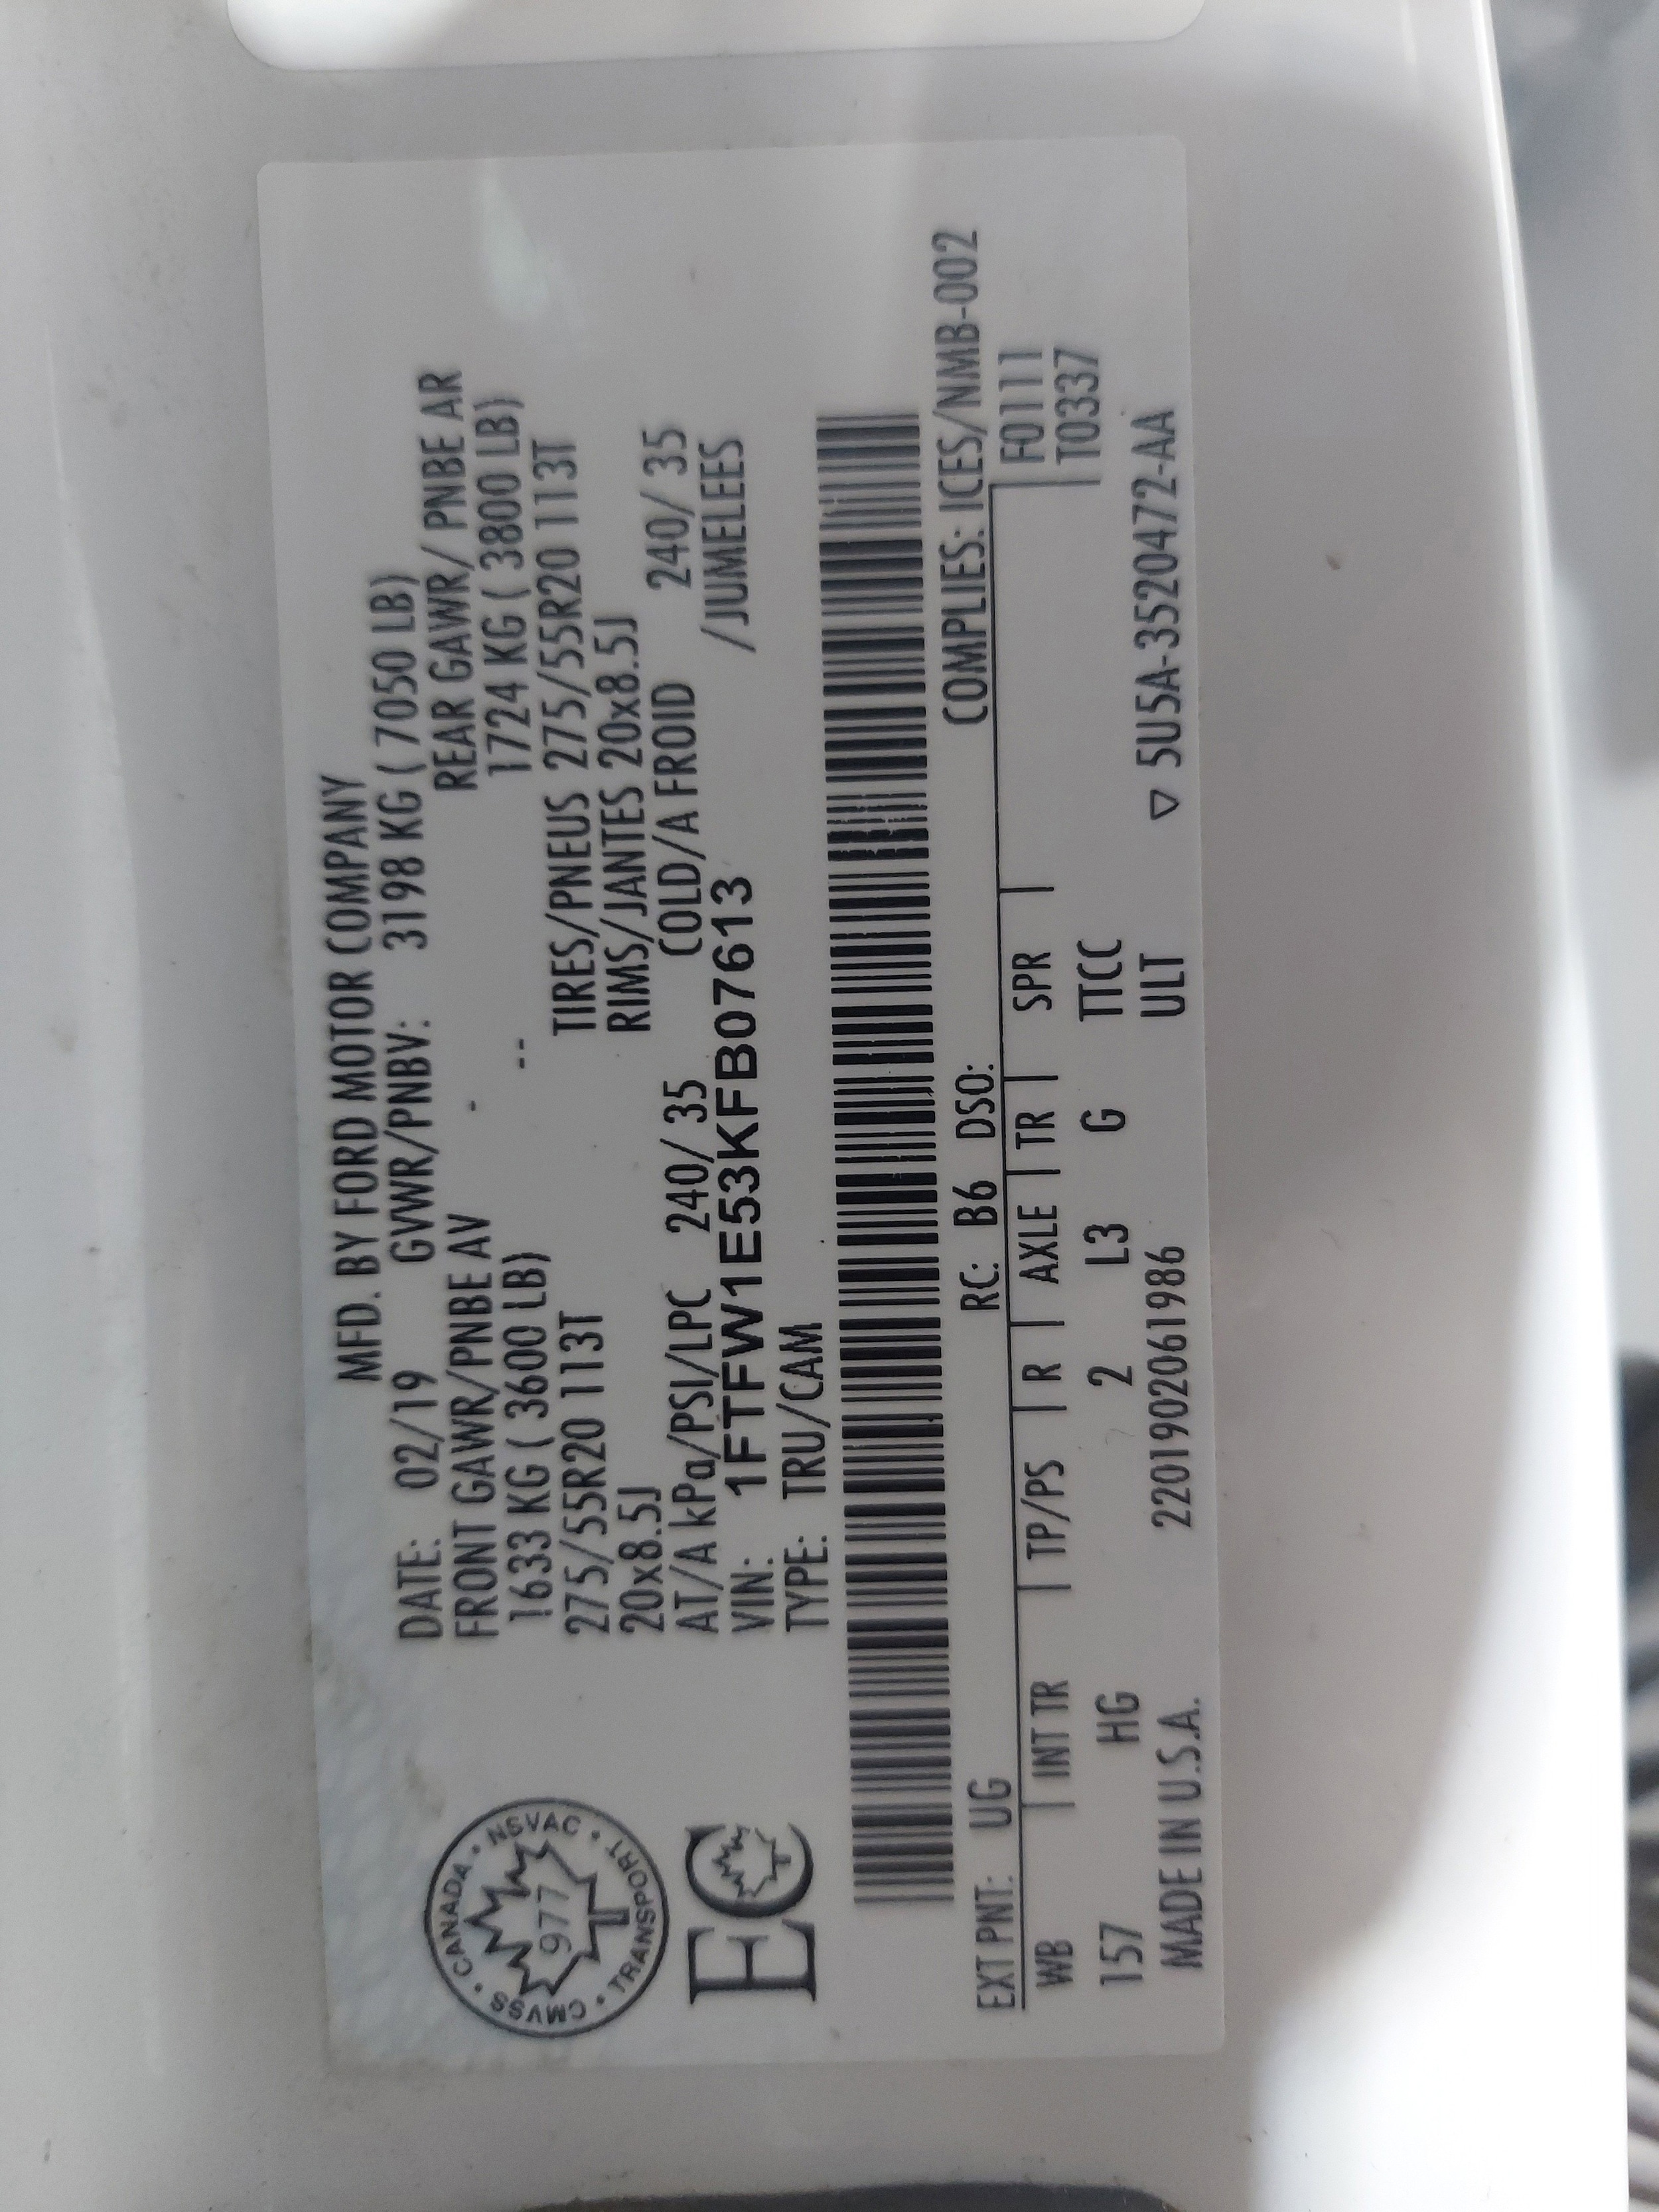 MFD. BY FORD MOTOR COMPANY
DATE: 02/19 GVWR/PNBV: 3198 KG ( 7050 LB)
FRONT GAWR/PNBE AV - REAR GAWR/ PNBE AR
1633 KG ( 3600 LB) -- 1724 KG ( 3800 LB)
275/55R20 113T TIRES/PNEUS 275/55R20 113T
20x8.5J RIMS/JANTES 20x8.5J
AT/A kPa/PSI/LPC 240/ 35 COLD/A FROID 240/ 35
VIN: 1FTFW1E53KFB07613 /JUMELEES
TYPE: TRU/CAM
CMVSS • CANADA • NSVAC • TRANSPORT •
977
EC
RC: B6 DSO: COMPLIES: ICES/NMB-002
EXT PNT: UG F0111
WB | INT TR | TP/PS | R | AXLE | TR | SPR | T0337
157 HG 2 L3 G TTCC
MADE IN U.S.A. 220190206 1986 ULT ▽ 5U5A-3520472-AA